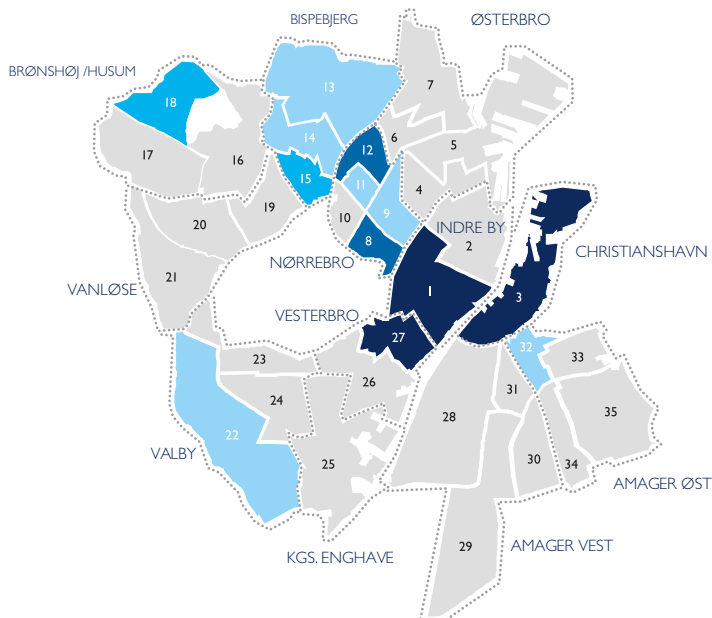 BISPEBJERG
ØSTERBRO
BRØNSHØJ /HUSUM
7
13
18
12
6
5
14
17
16
15
11
4
19
10
9
20
8
INDRE BY
2
CHRISTIANSHAVN
NØRREBRO
21
VANLØSE
1
3
VESTERBRO
27
32
23
33
26
31
24
28
35
22
VALBY
25
30
34
AMAGER ØST
29
AMAGER VEST
KGS. ENGHAVE